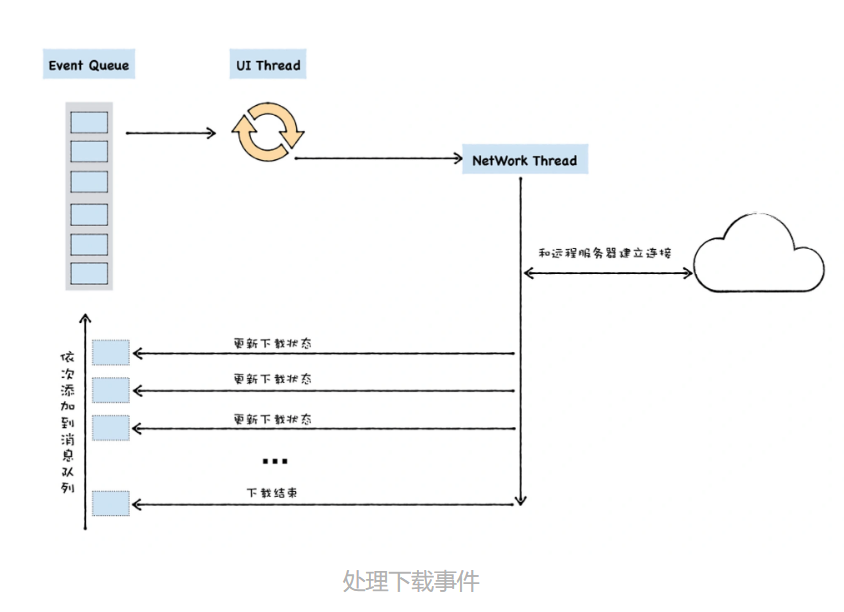 Event Queue
UI Thread
NetWork Thread
和远程服务器建立连接
更新下载状态
更新下载状态
更新下载状态
...
下载结束
依次添加到消息队列
处理下载事件